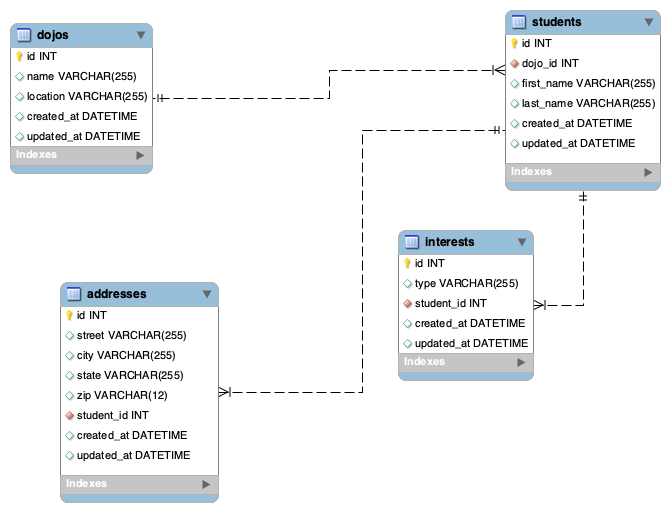 dojos
id INT
name VARCHAR(255)
location VARCHAR(255)
created_at DATETIME
updated_at DATETIME
Indexes
students
id INT
dojo_id INT
first_name VARCHAR(255)
last_name VARCHAR(255)
created_at DATETIME
updated_at DATETIME
Indexes
interests
id INT
type VARCHAR(255)
student_id INT
created_at DATETIME
updated_at DATETIME
Indexes
addresses
id INT
street VARCHAR(255)
city VARCHAR(255)
state VARCHAR(255)
zip VARCHAR(12)
student_id INT
created_at DATETIME
updated_at DATETIME
Indexes